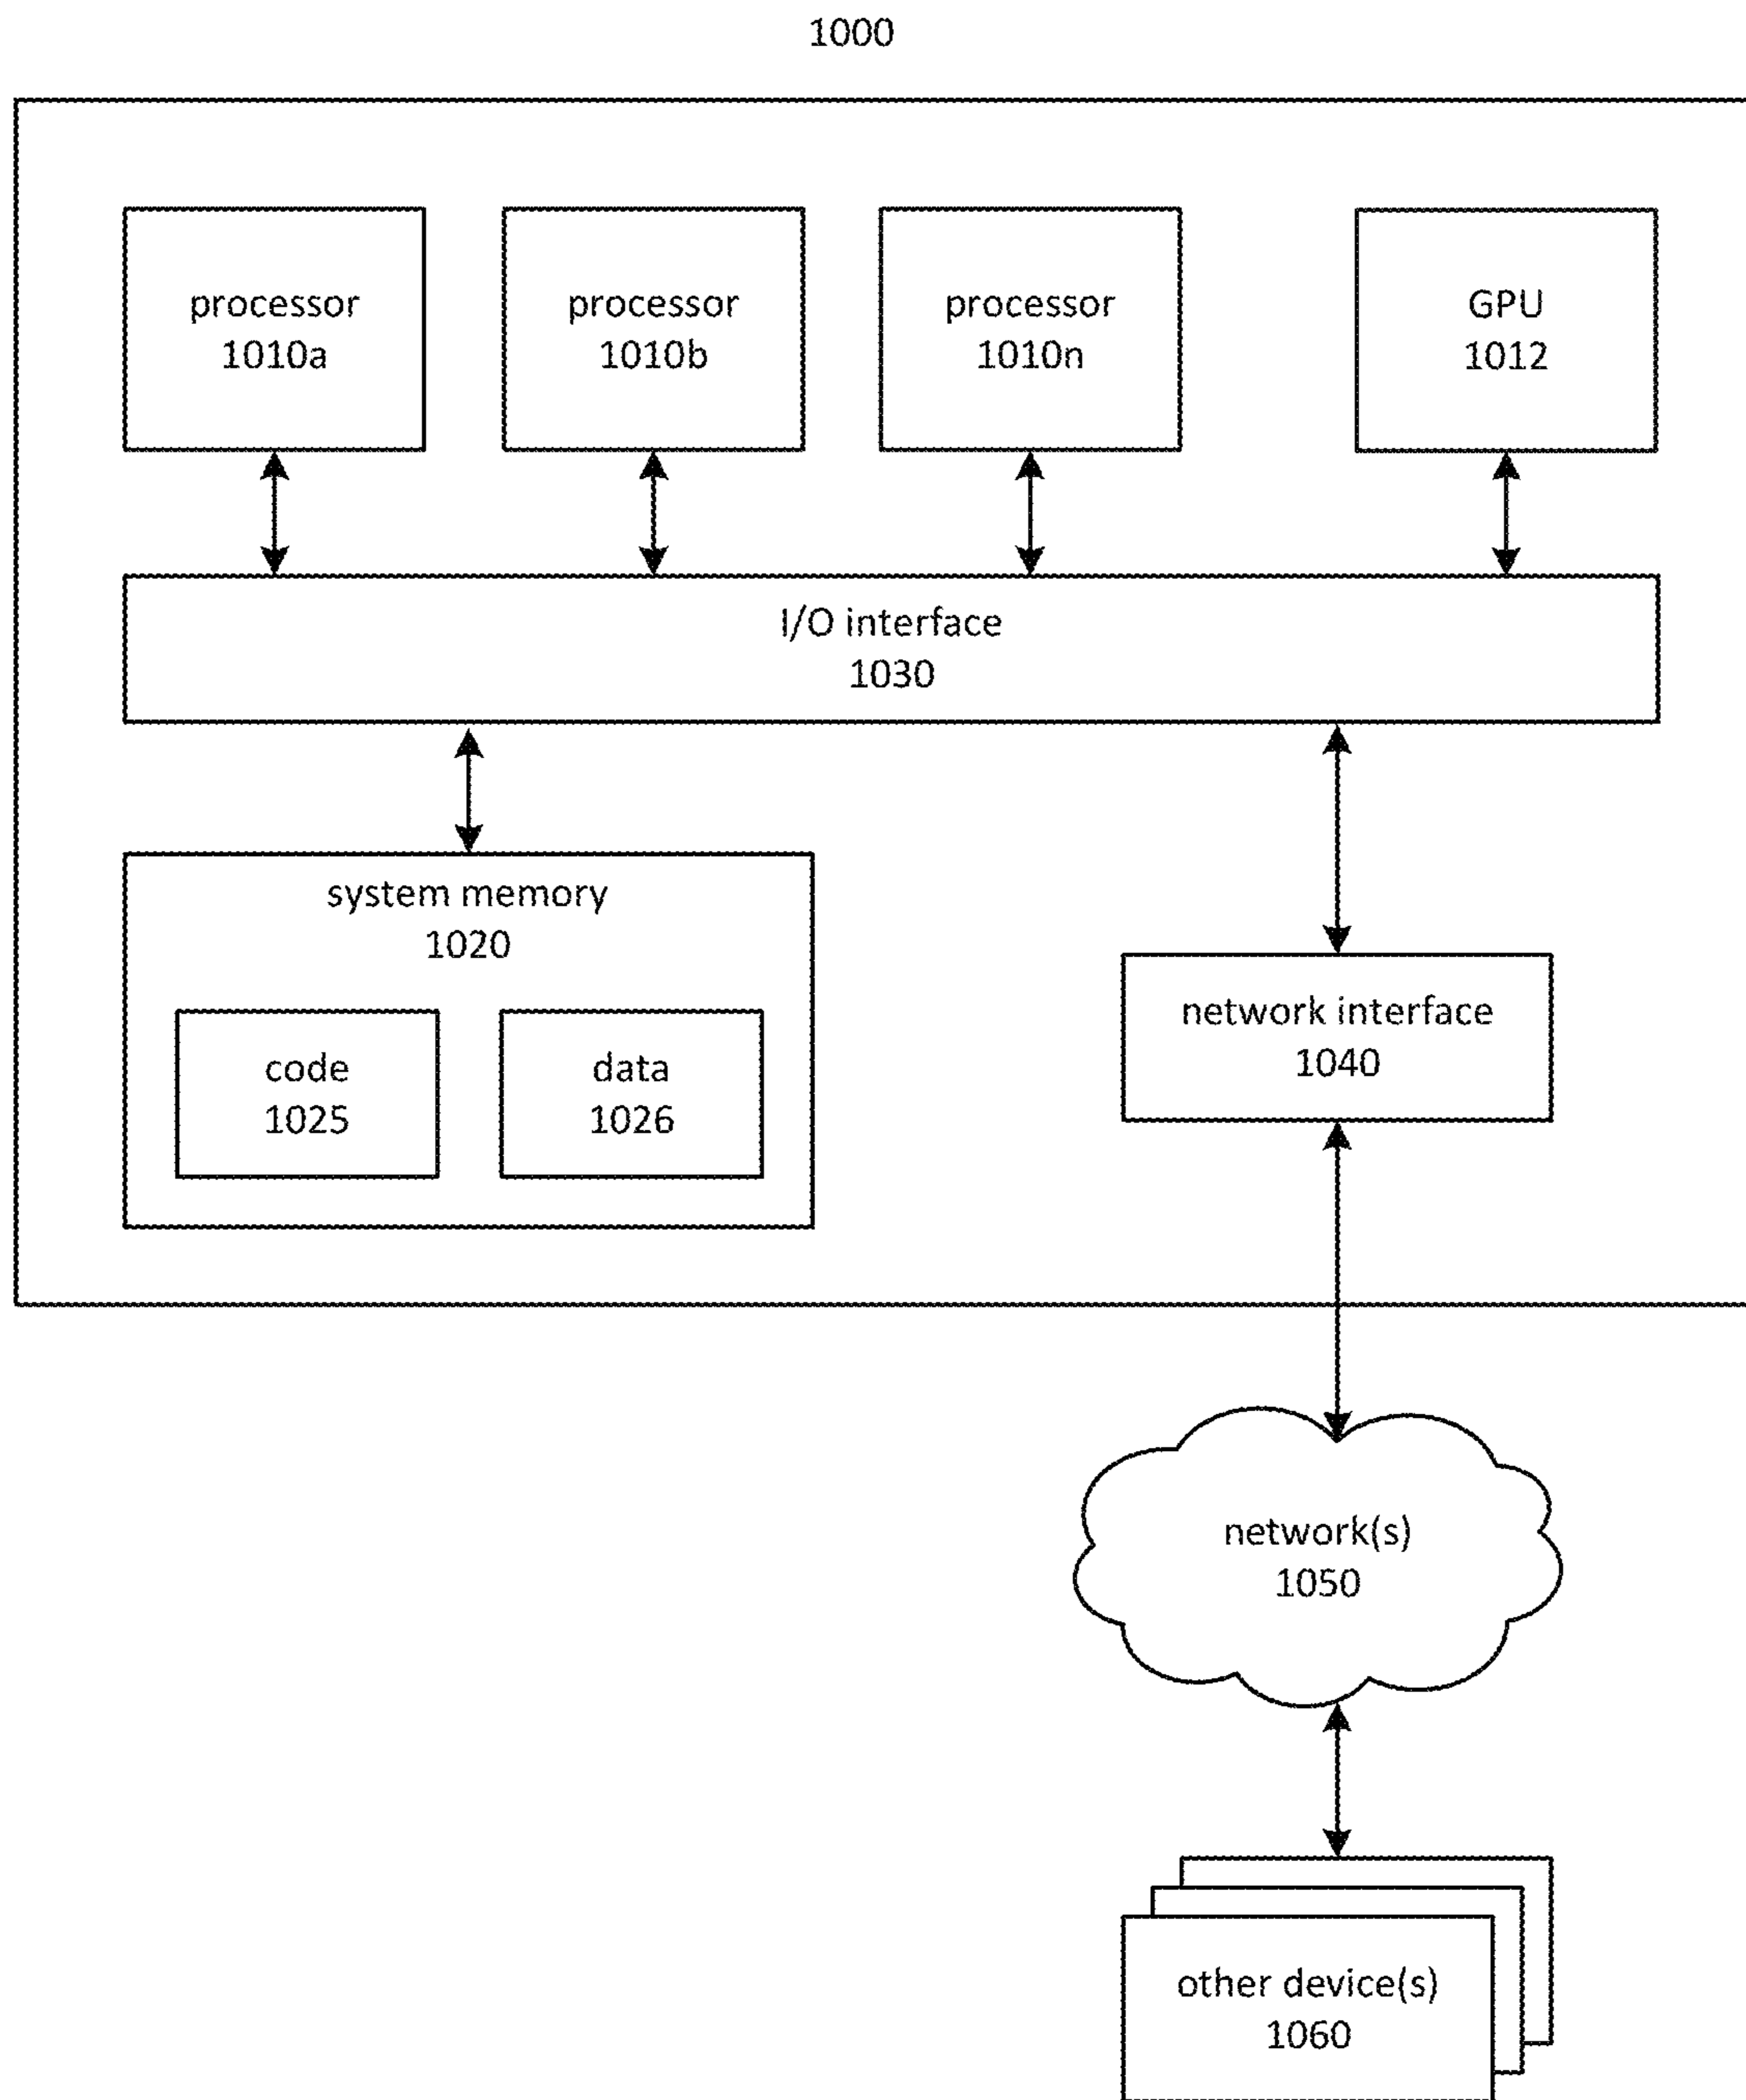 1000
processor
1010a
processor
1010b
processor
1010n
GPU
1012
I/O interface
1030
system memory
1020
code
1025
data
1026
network interface
1040
network(s)
1050
other device(s)
1060